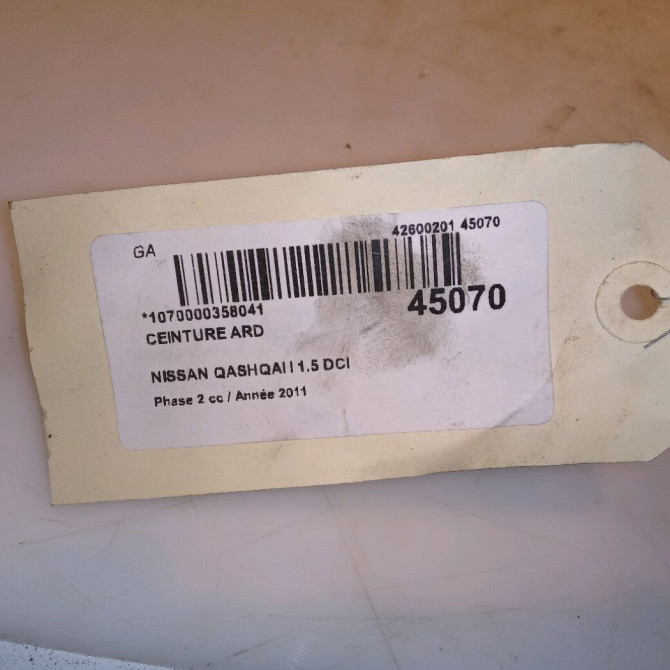 GA
42600201 45070
*1070000358041
45070
CEINTURE ARD
NISSAN QASHQAI I 1.5 DCI
Phase 2 cc / Année 2011